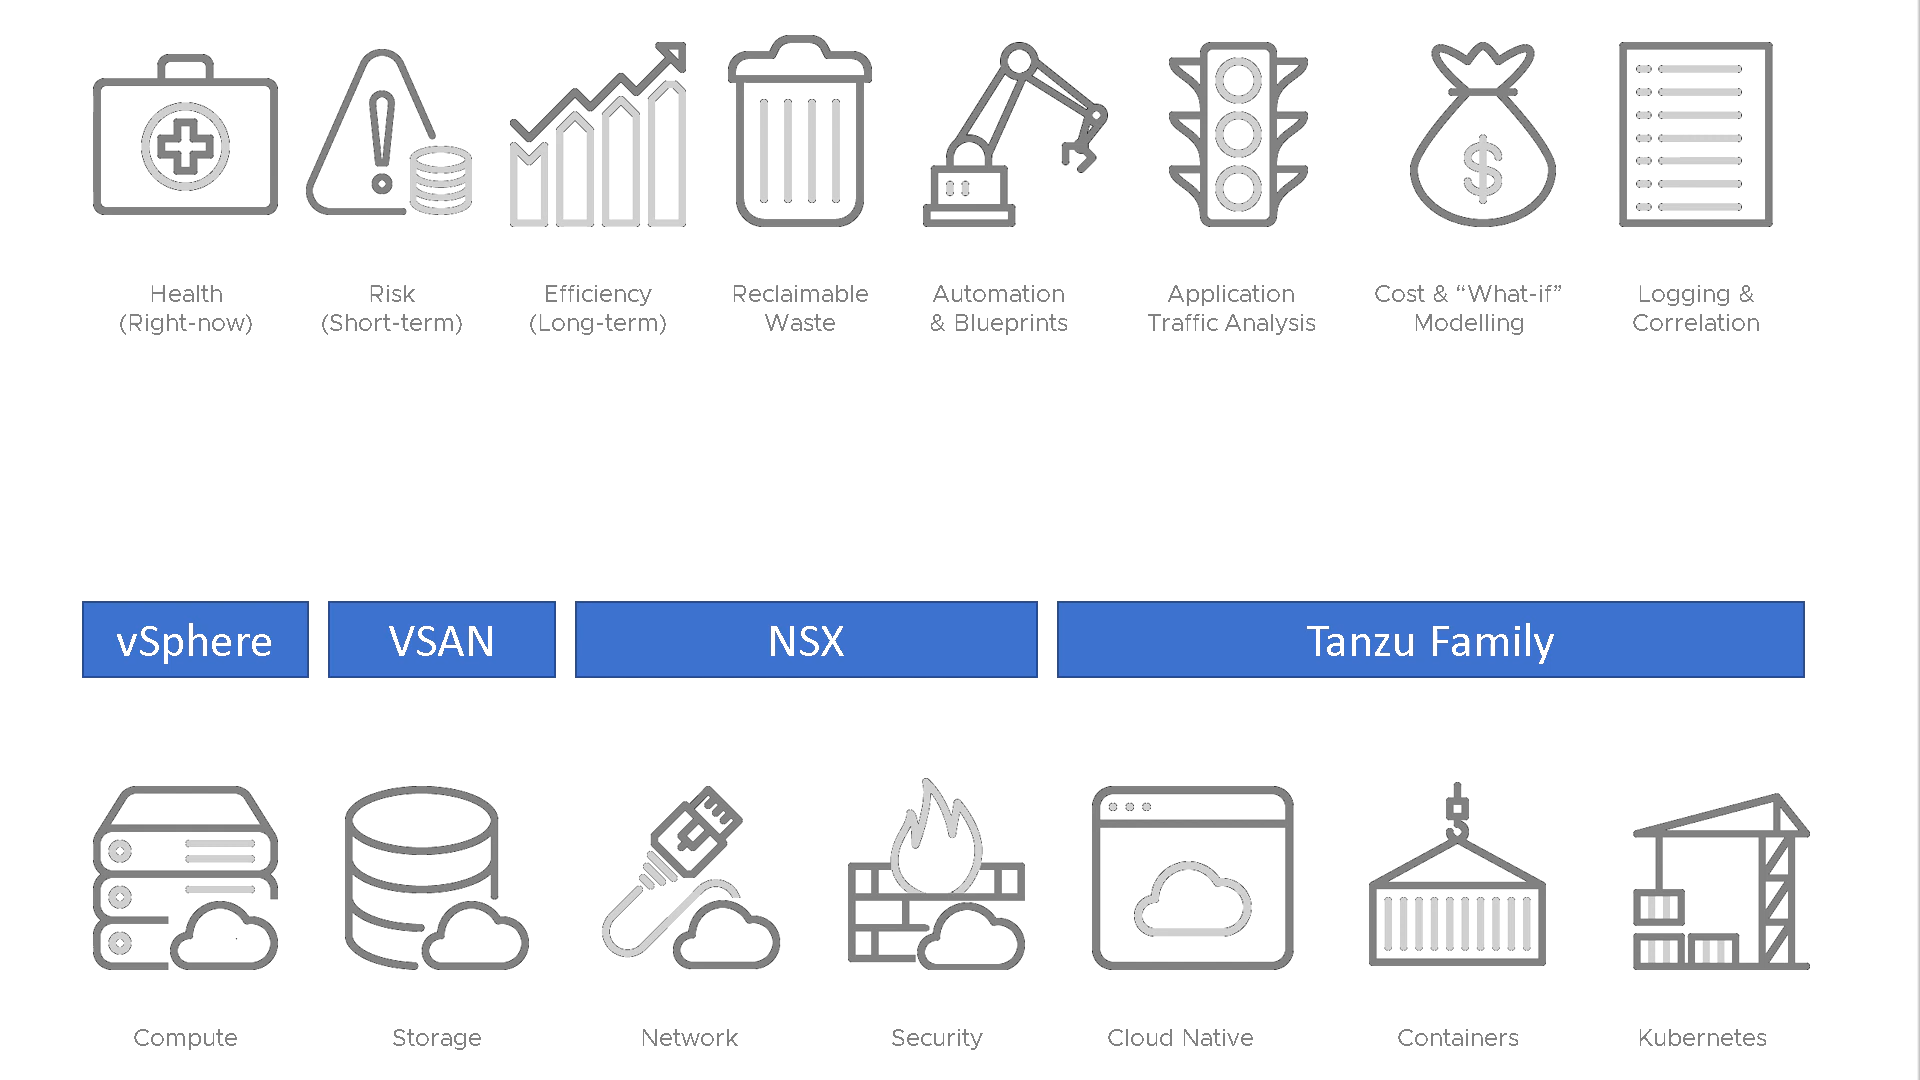 Health
(Right-now)
Risk
(Short-term)
Efficiency
(Long-term)
Reclaimable
Waste
Automation
& Blueprints
Application
Traffic Analysis
Cost & “What-if”
Modelling
Logging &
Correlation
$
vSphere
VSAN
NSX
Tanzu Family
Compute
Storage
Network
Security
Cloud Native
Containers
Kubernetes